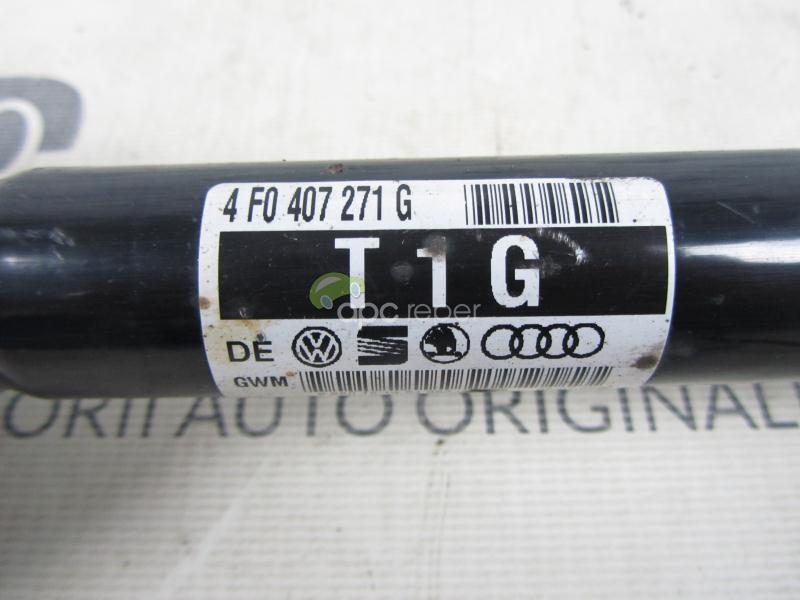 4 F0 407 271 G
T 1 G
apc reper
DE
GWM
ORII AUTO ORIGINAL